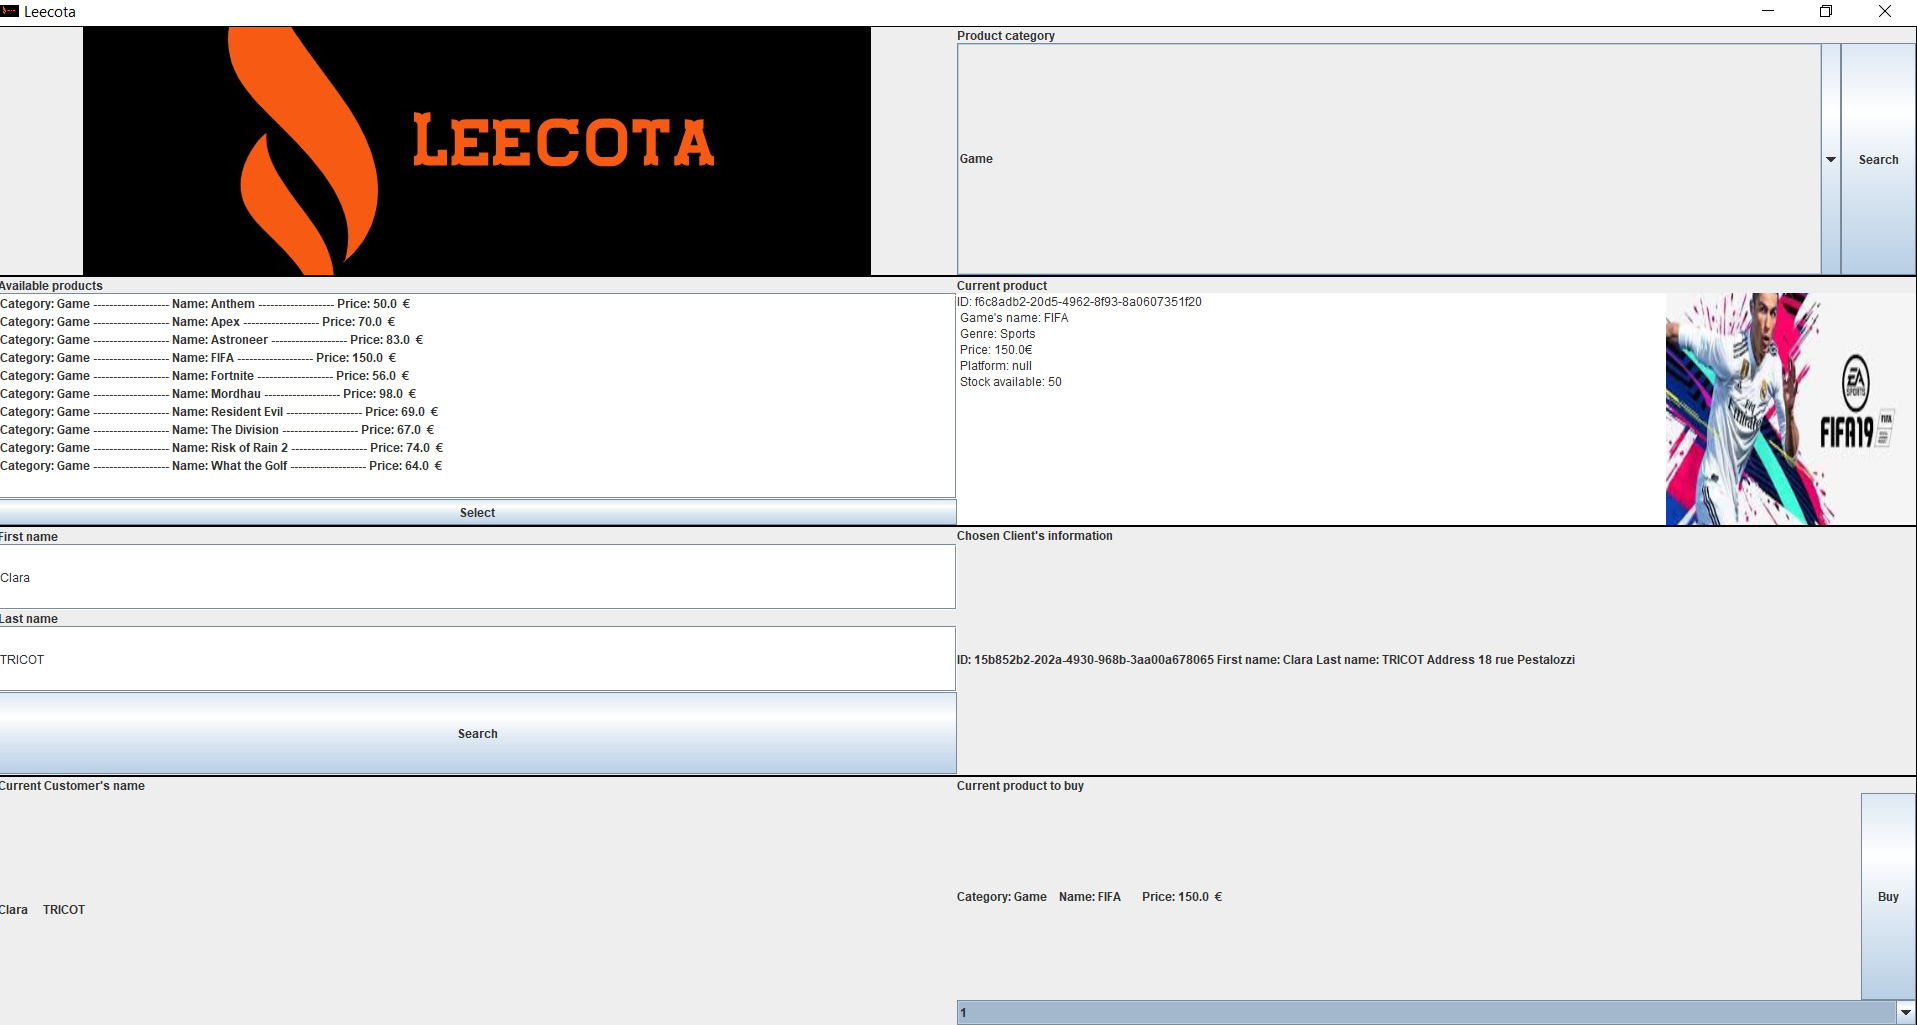 Leecota
LEECOTA
Product category
Game
Search
Available products
Category: Game ------------------- Name: Anthem ------------------- Price: 50.0 €
Category: Game ------------------- Name: Apex ------------------- Price: 70.0 €
Category: Game ------------------- Name: Astroneer ------------------- Price: 83.0 €
Category: Game ------------------- Name: FIFA ------------------- Price: 150.0 €
Category: Game ------------------- Name: Fortnite ------------------- Price: 56.0 €
Category: Game ------------------- Name: Mordhau ------------------- Price: 98.0 €
Category: Game ------------------- Name: Resident Evil ------------------- Price: 69.0 €
Category: Game ------------------- Name: The Division ------------------- Price: 67.0 €
Category: Game ------------------- Name: Risk of Rain 2 ------------------- Price: 74.0 €
Category: Game ------------------- Name: What the Golf ------------------- Price: 64.0 €
Select
Current product
ID: f6c8adb2-20d5-4962-8f93-8a0607351f20
Game's name: FIFA
Genre: Sports
Price: 150.0€
Platform: null
Stock available: 50
Fly Emirates
EA
SPORTS
FIFA19
FIFA
First name
Clara
Last name
TRICOT
Search
Chosen Client's information
ID: 15b852b2-202a-4930-968b-3aa00a678065 First name: Clara Last name: TRICOT Address 18 rue Pestalozzi
Current Customer's name
Clara TRICOT
Current product to buy
Category: Game Name: FIFA Price: 150.0 €
Buy
1